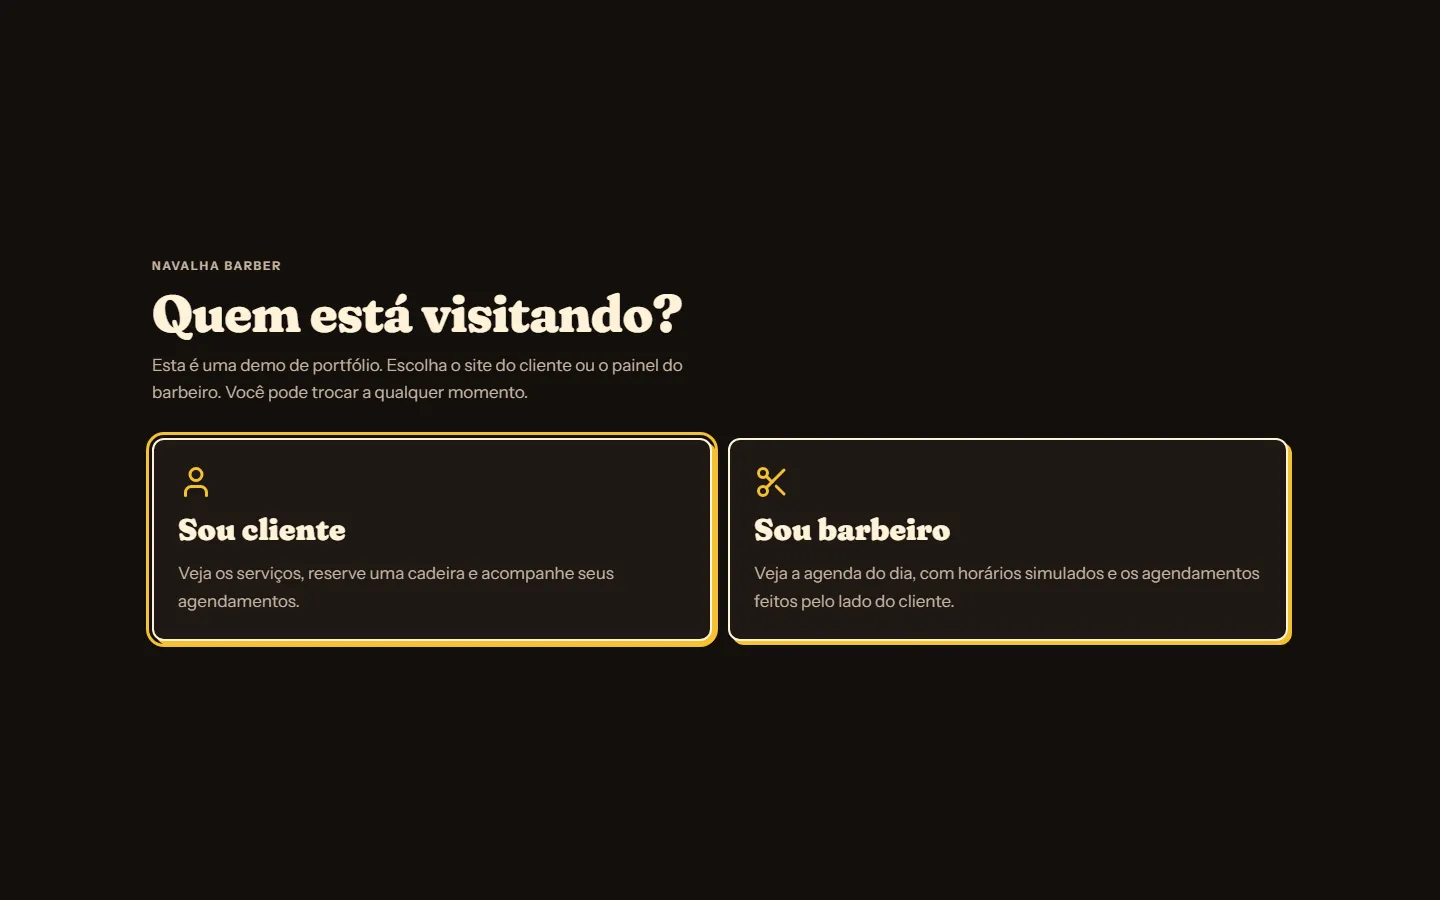 NAVALHA BARBER
Quem está visitando?
Esta é uma demo de portfólio. Escolha o site do cliente ou o painel do
barbeiro. Você pode trocar a qualquer momento.
Sou cliente
Veja os serviços, reserve uma cadeira e acompanhe seus
agendamentos.
Sou barbeiro
Veja a agenda do dia, com horários simulados e os agendamentos
feitos pelo lado do cliente.